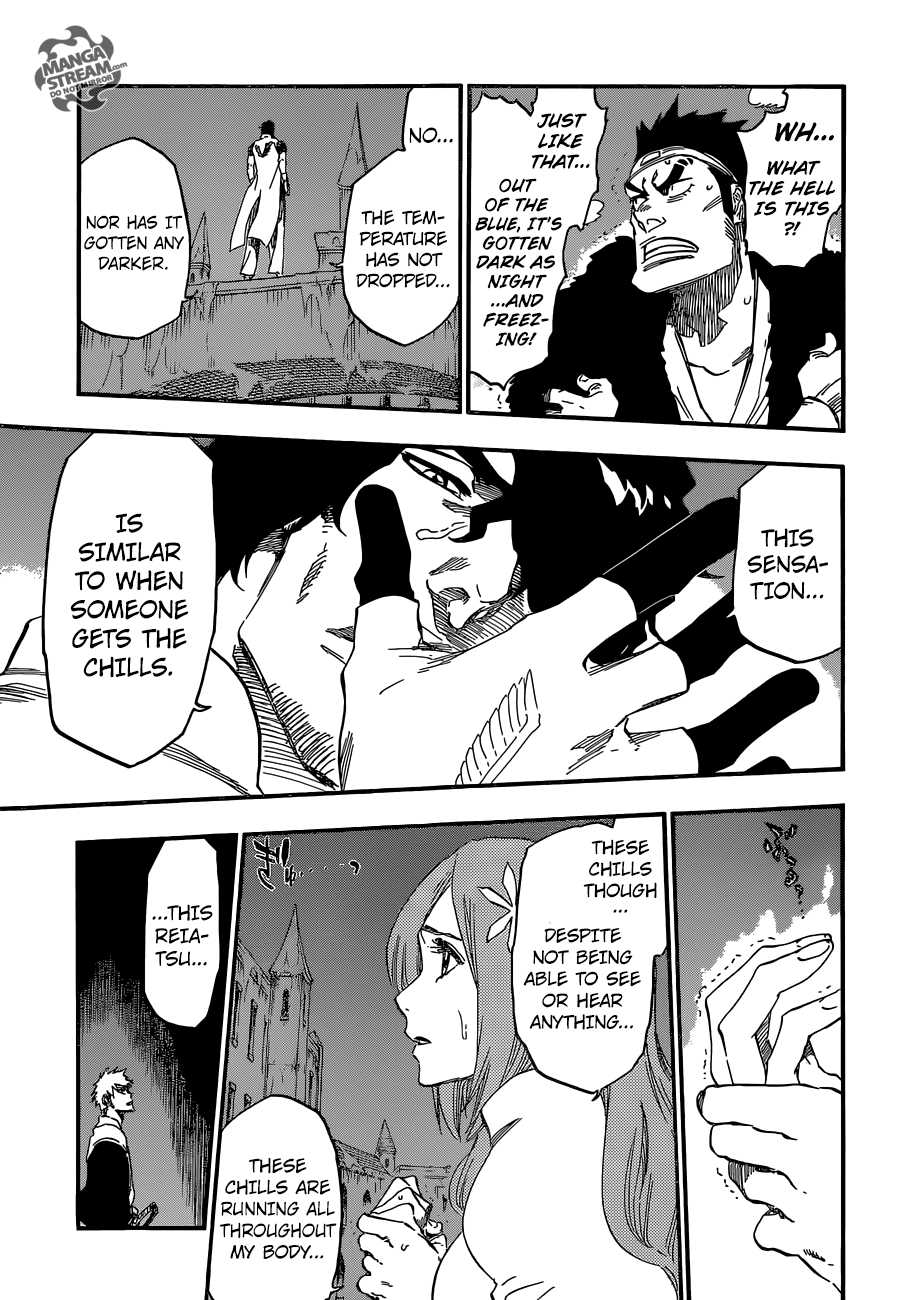 MANGA
STREAM.com
DO NOT MIRROR
WH...
WHAT
THE HELL
IS THIS
?!
JUST
LIKE
THAT...
OUT
OF THE
BLUE, IT'S
GOTTEN
DARK AS
NIGHT
...AND
FREEZ-
ING!
NO...
THE TEM-
PERATURE
HAS NOT
DROPPED...
NOR HAS IT
GOTTEN ANY
DARKER.
THIS
SENSA-
TION...
IS
SIMILAR
TO WHEN
SOMEONE
GETS THE
CHILLS.
THESE
CHILLS
THOUGH
...
DESPITE
NOT BEING
ABLE TO SEE
OR HEAR
ANYTHING...
ぎゅ.....
THESE
CHILLS ARE
RUNNING ALL
THROUGHOUT
MY BODY...
...THIS
REIA-
TSU...